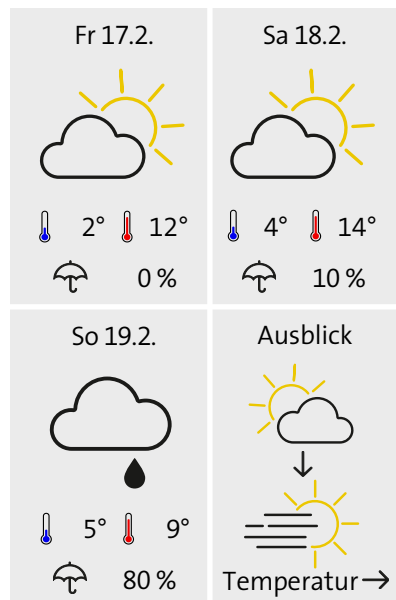 Fr 17.2.
2° 12°
0 %
Sa 18.2.
4° 14°
10 %
So 19.2.
5° 9°
80 %
Ausblick
Temperatur→